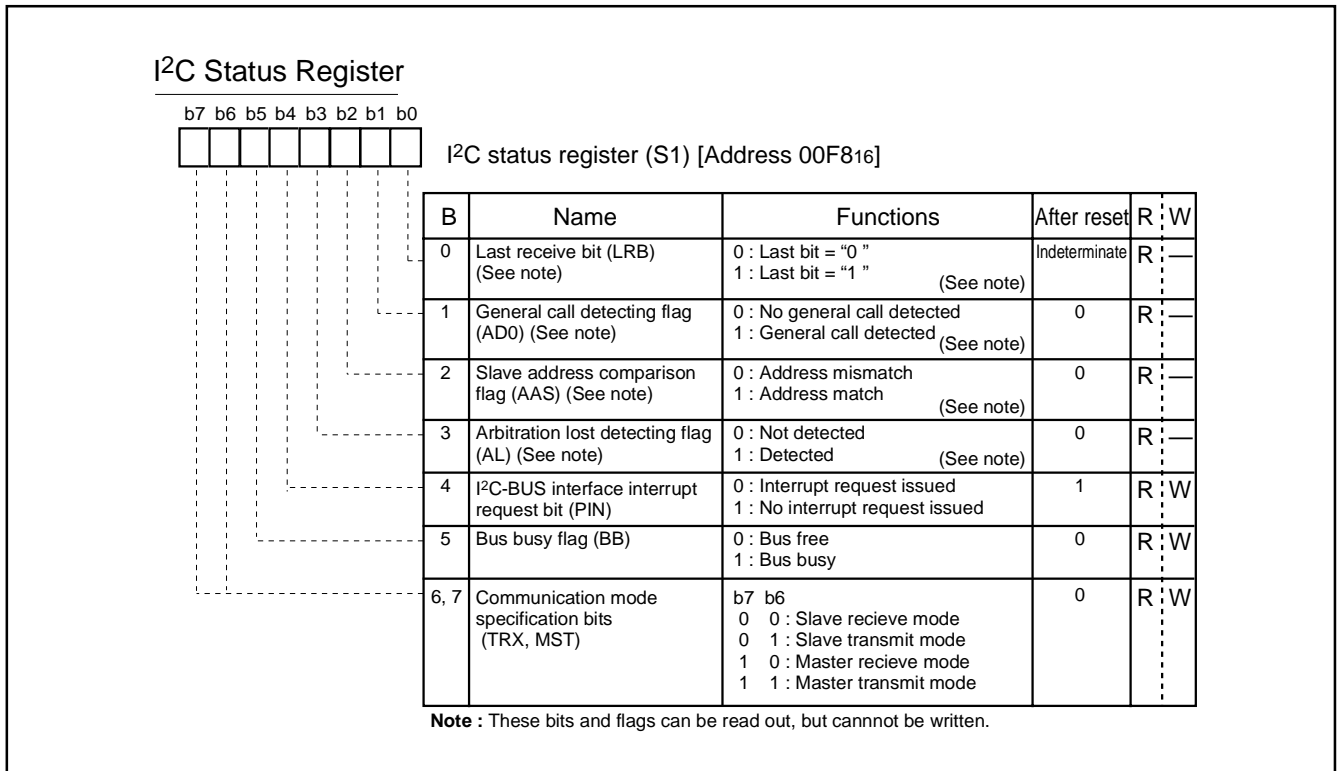 I2C Status Register
b7 b6 b5 b4 b3 b2 b1 b0
I2C status register (S1) [Address 00F816]
B Name Functions After reset R W
0 Last receive bit (LRB) 0 : Last bit = “0 ” Indeterminate R —
(See note) 1 : Last bit = “1 ”
(See note)
1 General call detecting flag 0 : No general call detected 0 R —
(AD0) (See note) 1 : General call detected (See note)
2 Slave address comparison 0 : Address mismatch 0 R —
flag (AAS) (See note) 1 : Address match
(See note)
3 Arbitration lost detecting flag 0 : Not detected 0 R —
(AL) (See note) 1 : Detected (See note)
4 I2C-BUS interface interrupt 0 : Interrupt request issued 1 R W
request bit (PIN) 1 : No interrupt request issued
5 Bus busy flag (BB) 0 : Bus free 0 R W
1 : Bus busy
6, 7 Communication mode b7 b6 0 R W
specification bits 0 0 : Slave recieve mode
(TRX, MST) 0 1 : Slave transmit mode
1 0 : Master recieve mode
1 1 : Master transmit mode
Note : These bits and flags can be read out, but cannnot be written.